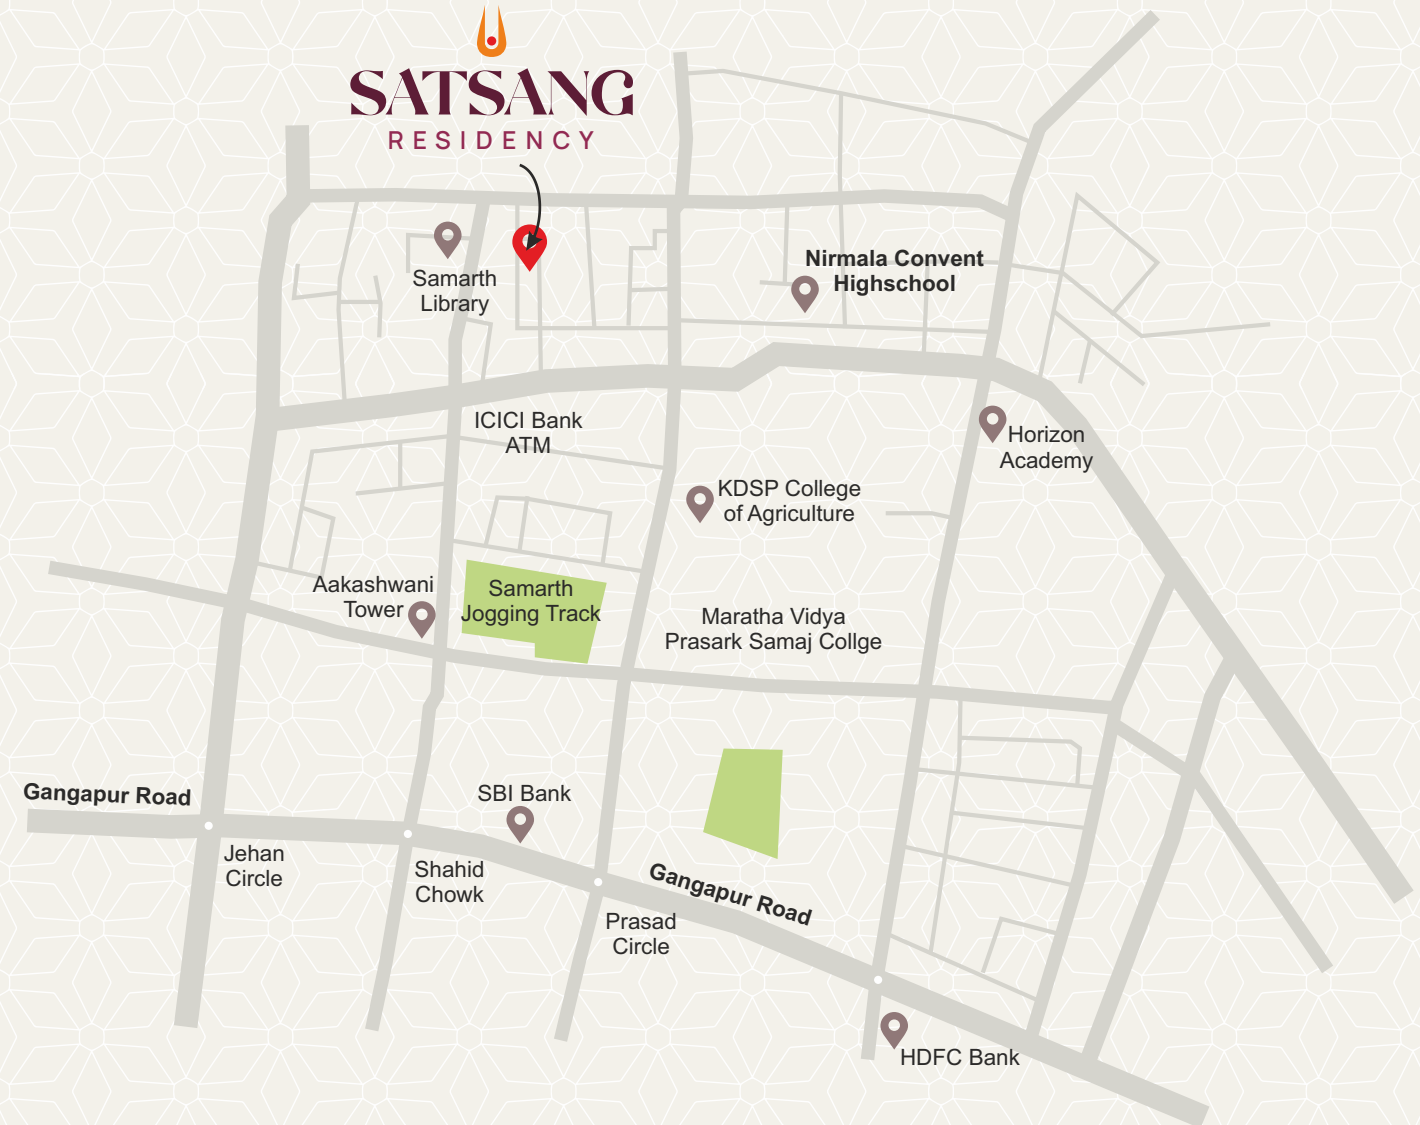 SATSANG
RESIDENCY
Samarth
Library
Nirmala Convent
Highschool
ICICI Bank
ATM
Horizon
Academy
KDSP College
of Agriculture
Aakashwani
Tower
Samarth
Jogging Track
Maratha Vidya
Prasark Samaj Collge
Gangapur Road
SBI Bank
Jehan
Circle
Shahid
Chowk
Gangapur Road
Prasad
Circle
HDFC Bank